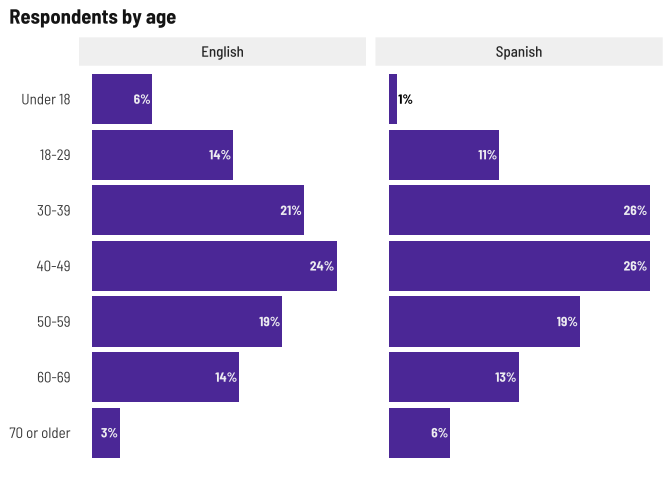 Respondents by age
English Spanish
Under 18 6% 1%
18-29 14% 11%
30-39 21% 26%
40-49 24% 26%
50-59 19% 19%
60-69 14% 13%
70 or older 3% 6%